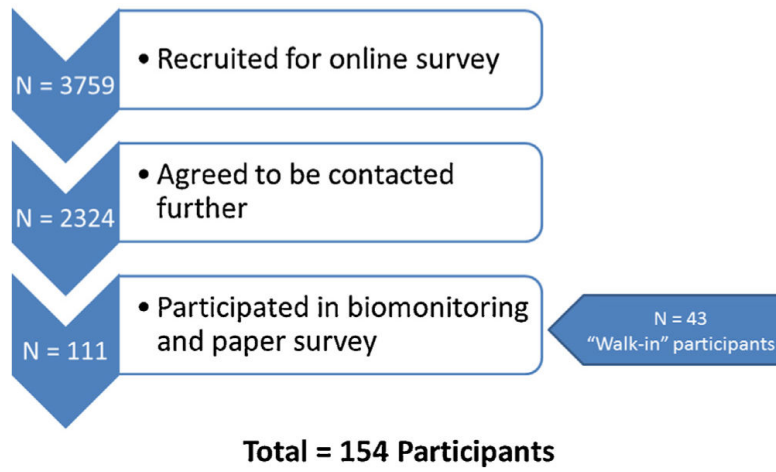 N = 3759
• Recruited for online survey
N = 2324
• Agreed to be contacted
further
N = 111
• Participated in biomonitoring
and paper survey
N = 43
“Walk-in” participants
Total = 154 Participants